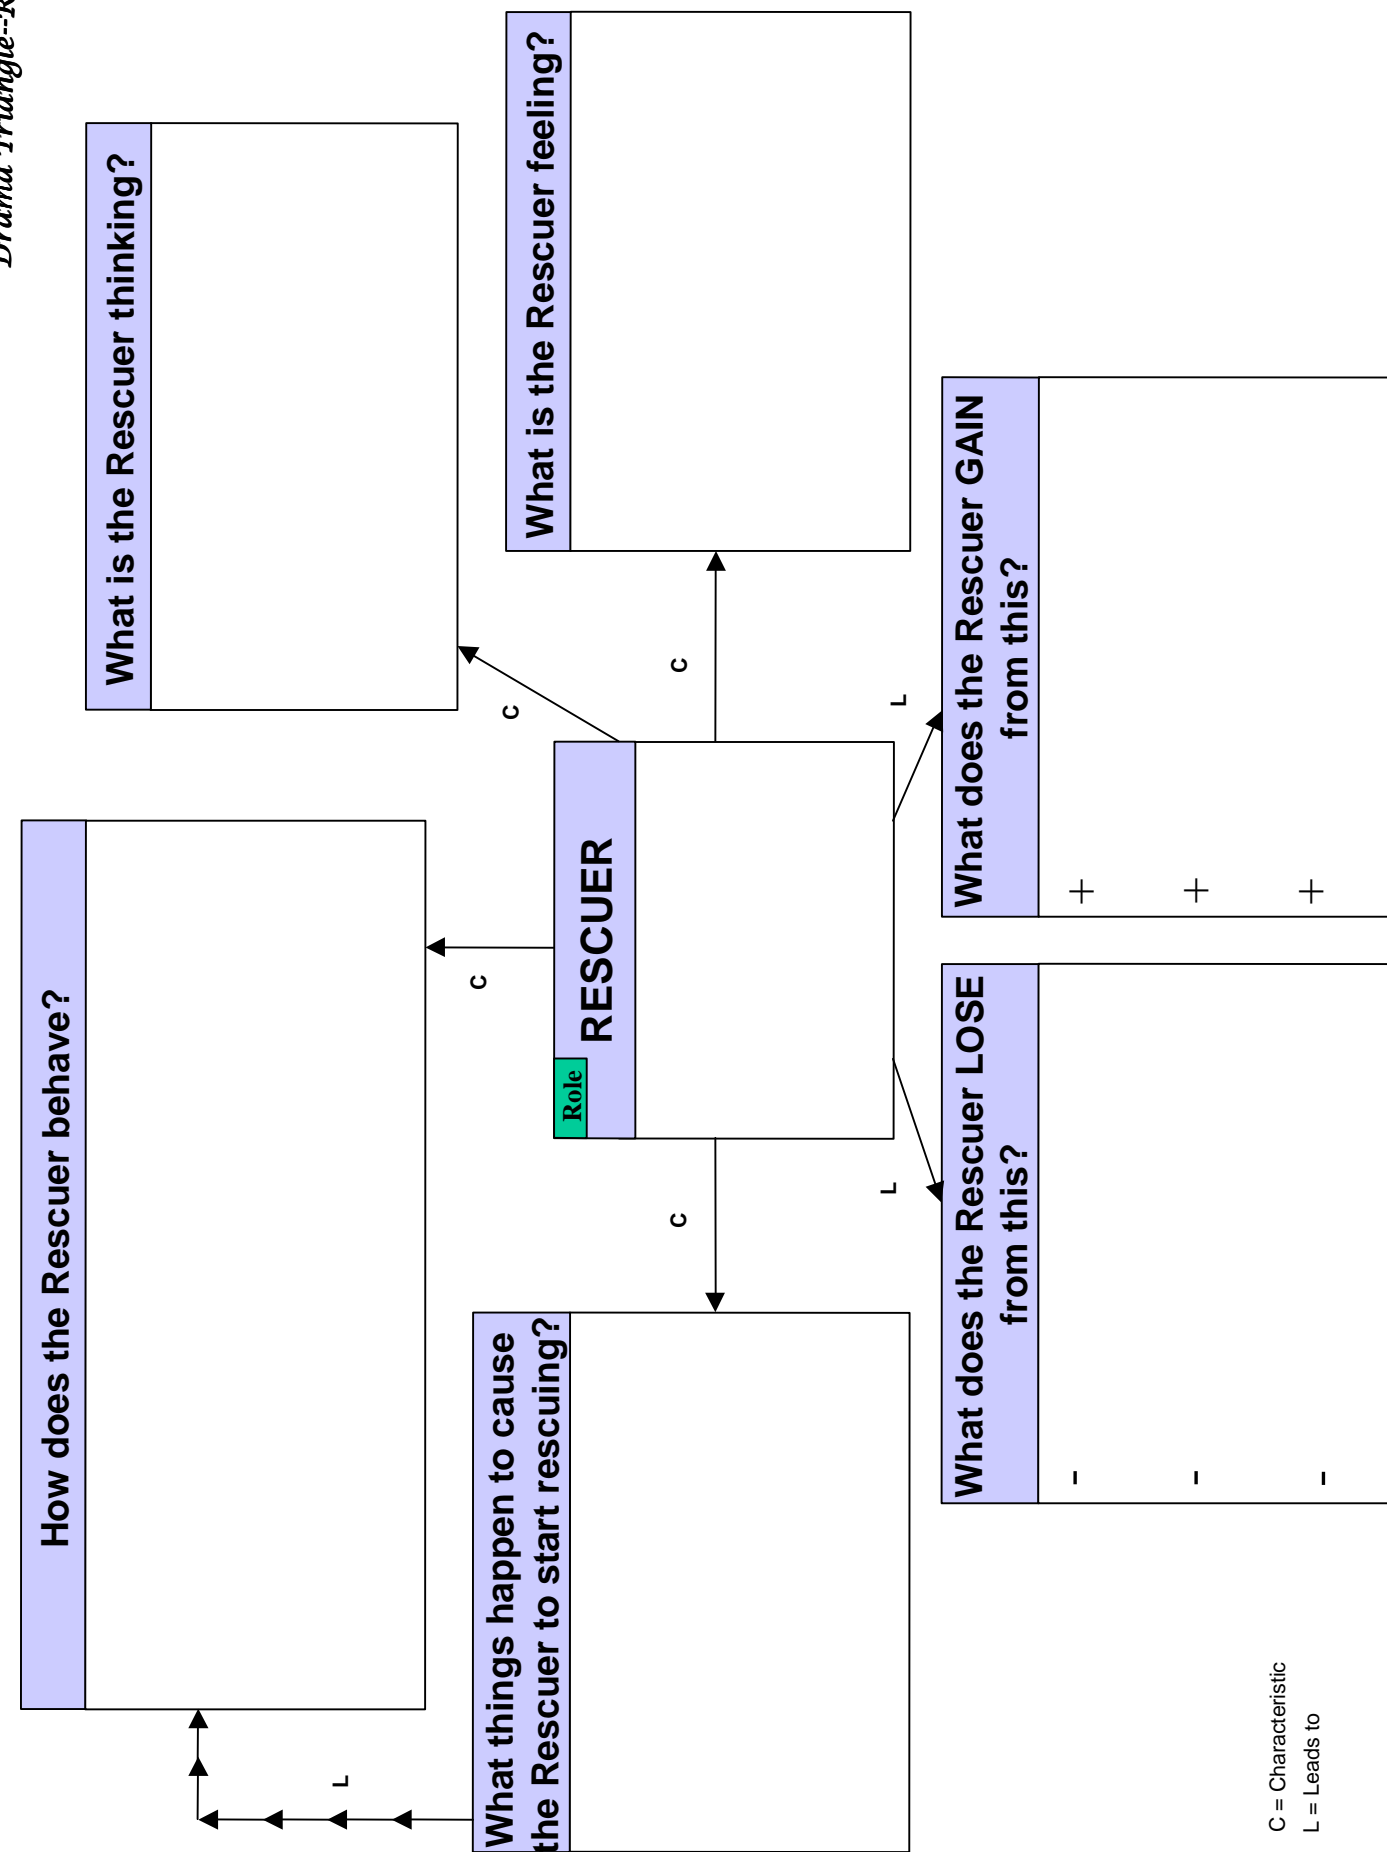 Drama Triangle--R
How does the Rescuer behave?
What is the Rescuer thinking?
L
C
C
What things happen to cause
the Rescuer to start rescuing?
Role
RESCUER
What is the Rescuer feeling?
C
C
L
L
What does the Rescuer LOSE
from this?
-
-
-
What does the Rescuer GAIN
from this?
+
+
+
C = Characteristic
L = Leads to